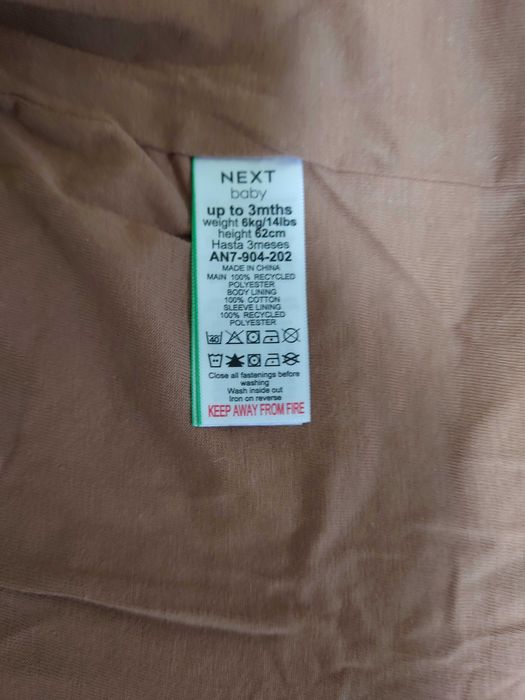 NEXT
baby
up to 3mths
weight 6kg/14lbs
height 62cm
Hasta 3meses
AN7-904-202
MADE IN CHINA
MAIN 100% RECYCLED
POLYESTER
BODY LINING
100% COTTON
SLEEVE LINING
100% RECYCLED
POLYESTER
40
Close all fastenings before
washing
Wash inside out
Iron on reverse
KEEP AWAY FROM FIRE